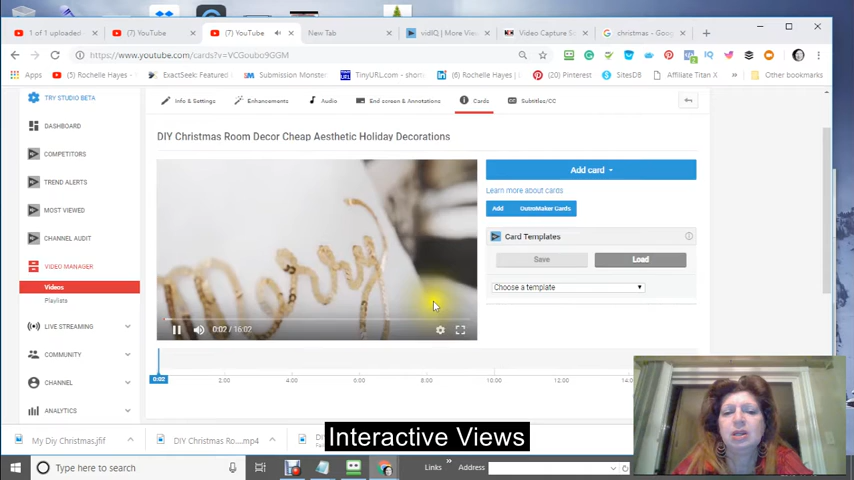 1 of 1 uploaded
(7) YouTube
(7) YouTube
New Tab
vidIQ | More View
Video Capture S
christmas - Goog
https://www.youtube.com/cards?v=VCGoubo9GGM
Apps
(5) Rochelle Hayes
ExactSeek: Featured
Submission Monster
TinyURL.com - short
(6) Rochelle Hayes
(20) Pinterest
SitesDB
Affiliate Titan X
Other bookmarks
TRY STUDIO BETA
Info & Settings
Enhancements
Audio
End screen & Annotations
Cards
Subtitles/CC
DASHBOARD
COMPETITORS
TREND ALERTS
MOST VIEWED
CHANNEL AUDIT
VIDEO MANAGER
Videos
Playlists
LIVE STREAMING
COMMUNITY
CHANNEL
ANALYTICS
DIY Christmas Room Decor Cheap Aesthetic Holiday Decorations
merry
0:02 / 16:02
Add card
Learn more about cards
Add OutroMaker Cards
Card Templates
Save
Load
Choose a template
0:02
2:00
4:00
6:00
8:00
10:00
12:00
My Diy Christmas.jfif
DIY Christmas Ro....mp4
Interactive Views
Type here to search
Links
Address